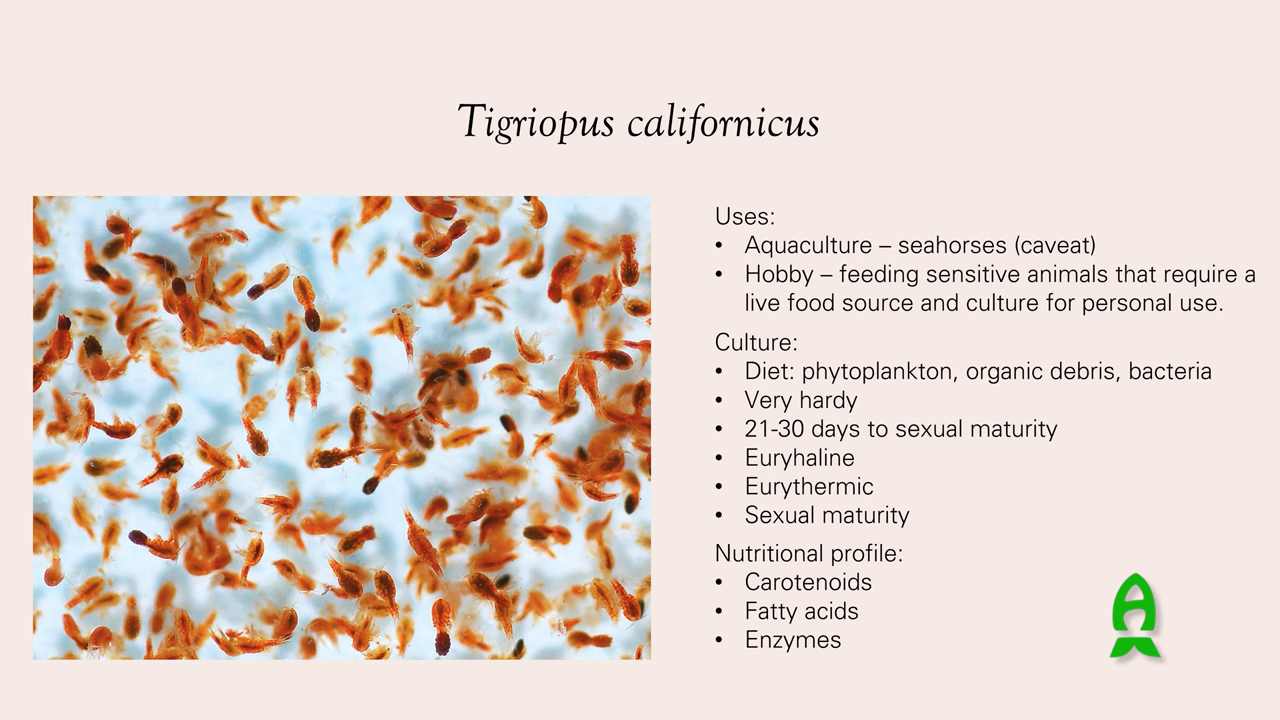 Tigriopus californicus
Uses:
• Aquaculture – seahorses (caveat)
• Hobby – feeding sensitive animals that require a
live food source and culture for personal use.
Culture:
• Diet: phytoplankton, organic debris, bacteria
• Very hardy
• 21-30 days to sexual maturity
• Euryhaline
• Eurythermic
• Sexual maturity
Nutritional profile:
• Carotenoids
• Fatty acids
• Enzymes